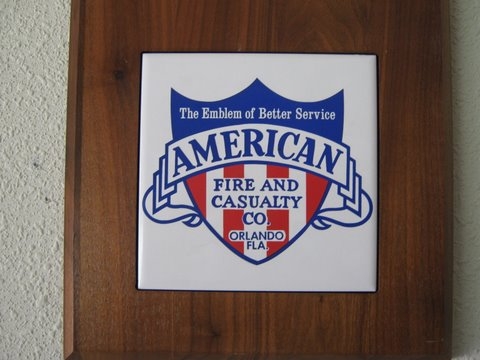 The Emblem of Better Service
AMERICAN
FIRE AND
CASUALTY
CO.
ORLANDO
FLA.